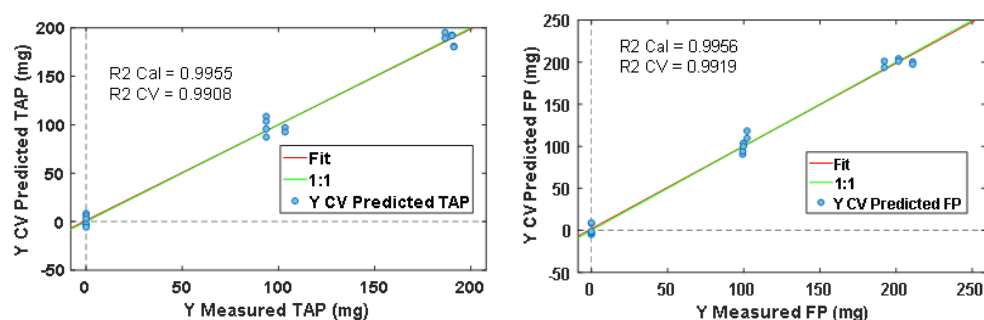 200
150
100
50
0
-50
Y CV Predicted TAP (mg)
R2 Cal = 0.9955
R2 CV = 0.9908
Fit
1:1
Y CV Predicted TAP
0
50
100
150
200
Y Measured TAP (mg)
250
200
150
100
50
0
-50
Y CV Predicted FP (mg)
R2 Cal = 0.9956
R2 CV = 0.9919
Fit
1:1
Y CV Predicted FP
0
50
100
150
200
250
Y Measured FP (mg)